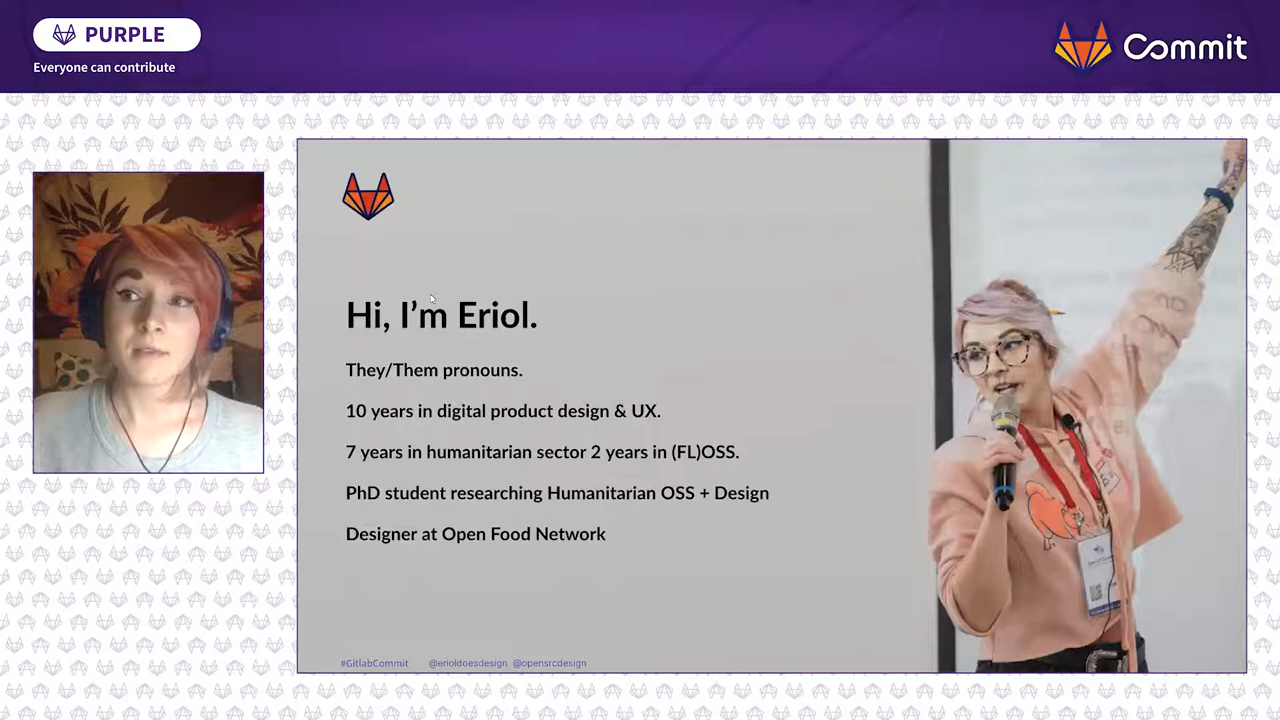 PURPLE
Everyone can contribute
Commit
Hi, I’m Eriol.
They/Them pronouns.
10 years in digital product design & UX.
7 years in humanitarian sector 2 years in (FL)OSS.
PhD student researching Humanitarian OSS + Design
Designer at Open Food Network
#GitlabCommit @erioldoesdesign @opensrcdesign